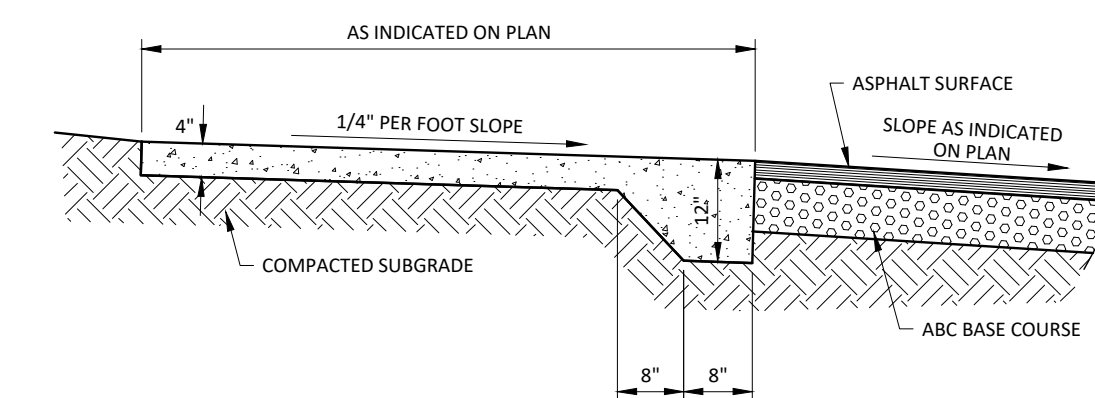 AS INDICATED ON PLAN
ASPHALT SURFACE
4"
1/4" PER FOOT SLOPE
SLOPE AS INDICATED
ON PLAN
12"
COMPACTED SUBGRADE
ABC BASE COURSE
8"
8"